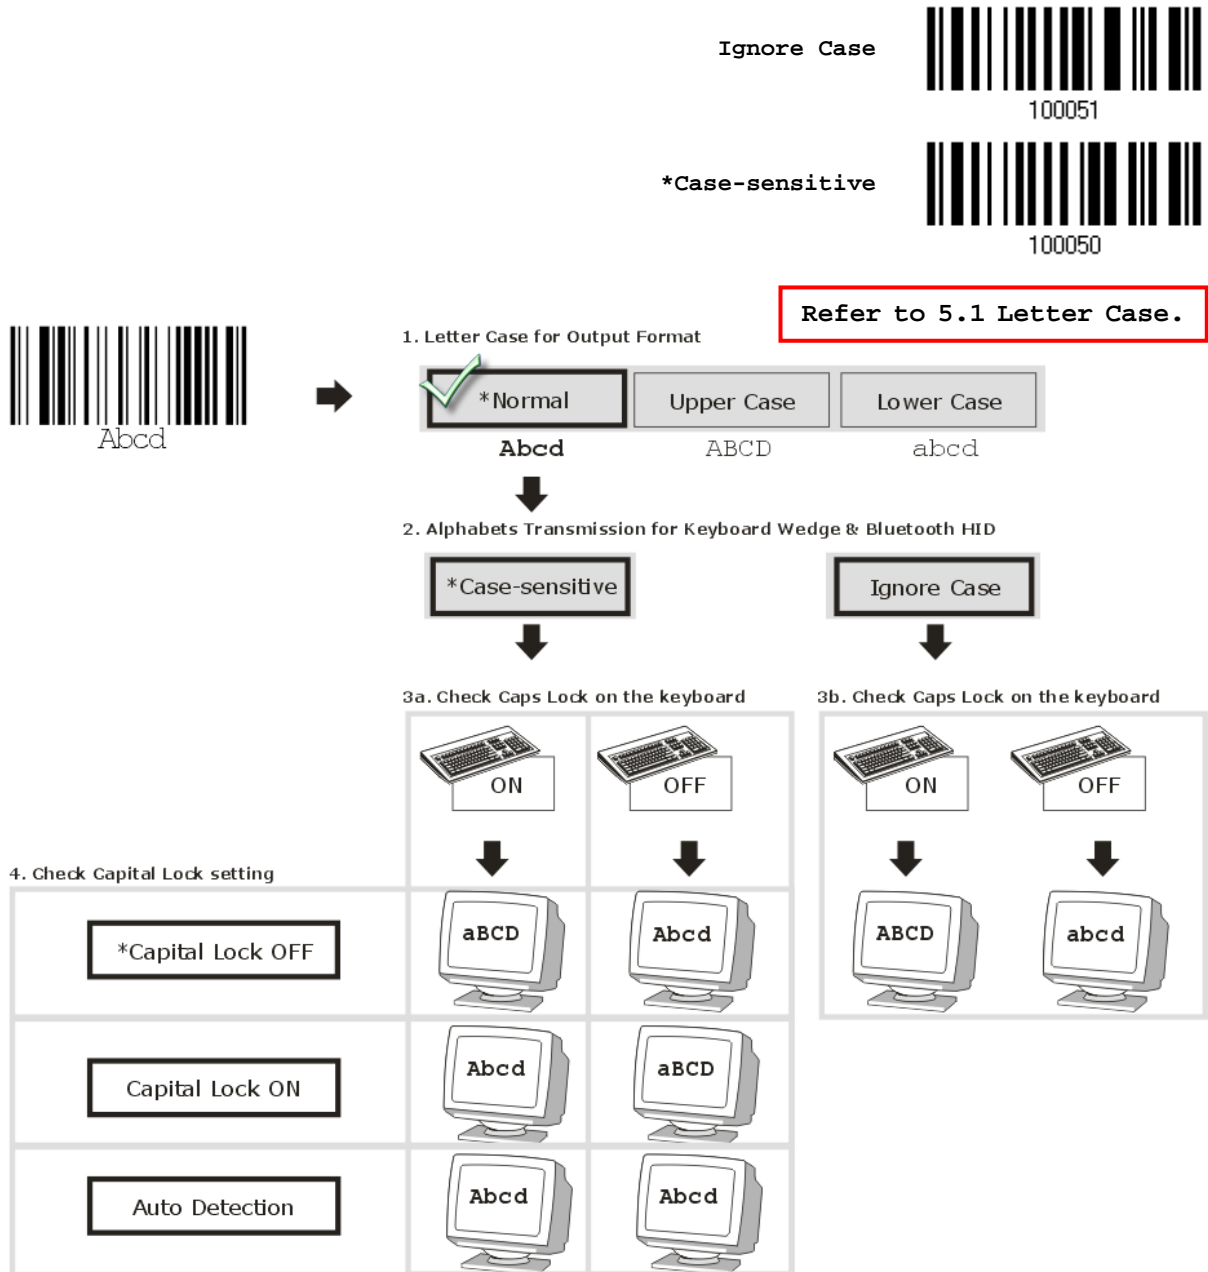 Ignore Case
100051
*Case-sensitive
100050
Refer to 5.1 Letter Case.
Abcd
1. Letter Case for Output Format
*Normal Upper Case Lower Case
Abcd ABCD abcd
2. Alphabets Transmission for Keyboard Wedge & Bluetooth HID
*Case-sensitive Ignore Case
3a. Check Caps Lock on the keyboard 3b. Check Caps Lock on the keyboard
ON OFF ON OFF
4. Check Capital Lock setting
*Capital Lock OFF aBCD Abcd ABCD abcd
Capital Lock ON Abcd aBCD
Auto Detection Abcd Abcd